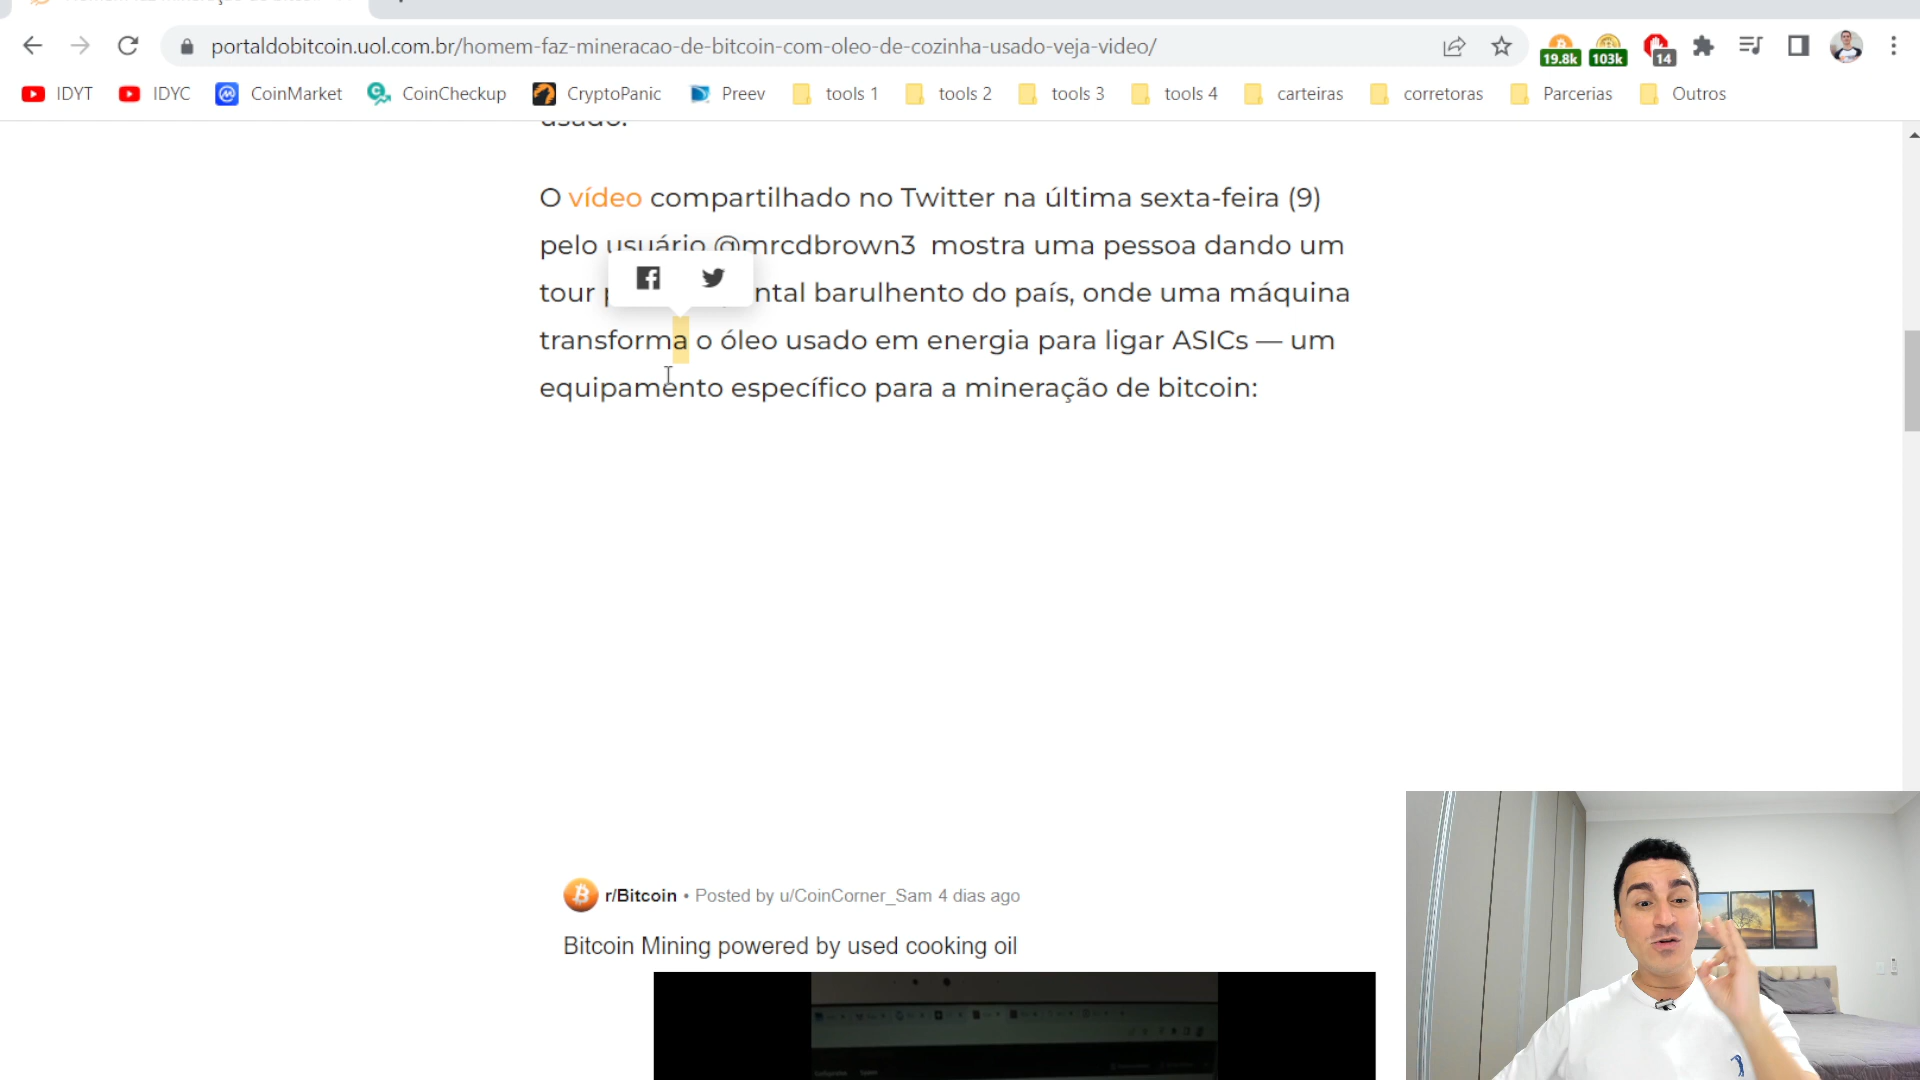 portaldobitcoin.uol.com.br/homem-faz-mineracao-de-bitcoin-com-oleo-de-cozinha-usado-veja-video/
19.8k
103k
14
IDYT
IDYC
CoinMarket
CoinCheckup
CryptoPanic
Preev
tools 1
tools 2
tools 3
tools 4
carteiras
corretoras
Parcerias
Outros
usado.
O vídeo compartilhado no Twitter na última sexta-feira (9)
pelo usuário @mrcdbrown3 mostra uma pessoa dando um
tour ntal barulhento do país, onde uma máquina
transforma o óleo usado em energia para ligar ASICs — um
equipamento específico para a mineração de bitcoin:
r/Bitcoin • Posted by u/CoinCorner_Sam 4 dias ago
Bitcoin Mining powered by used cooking oil